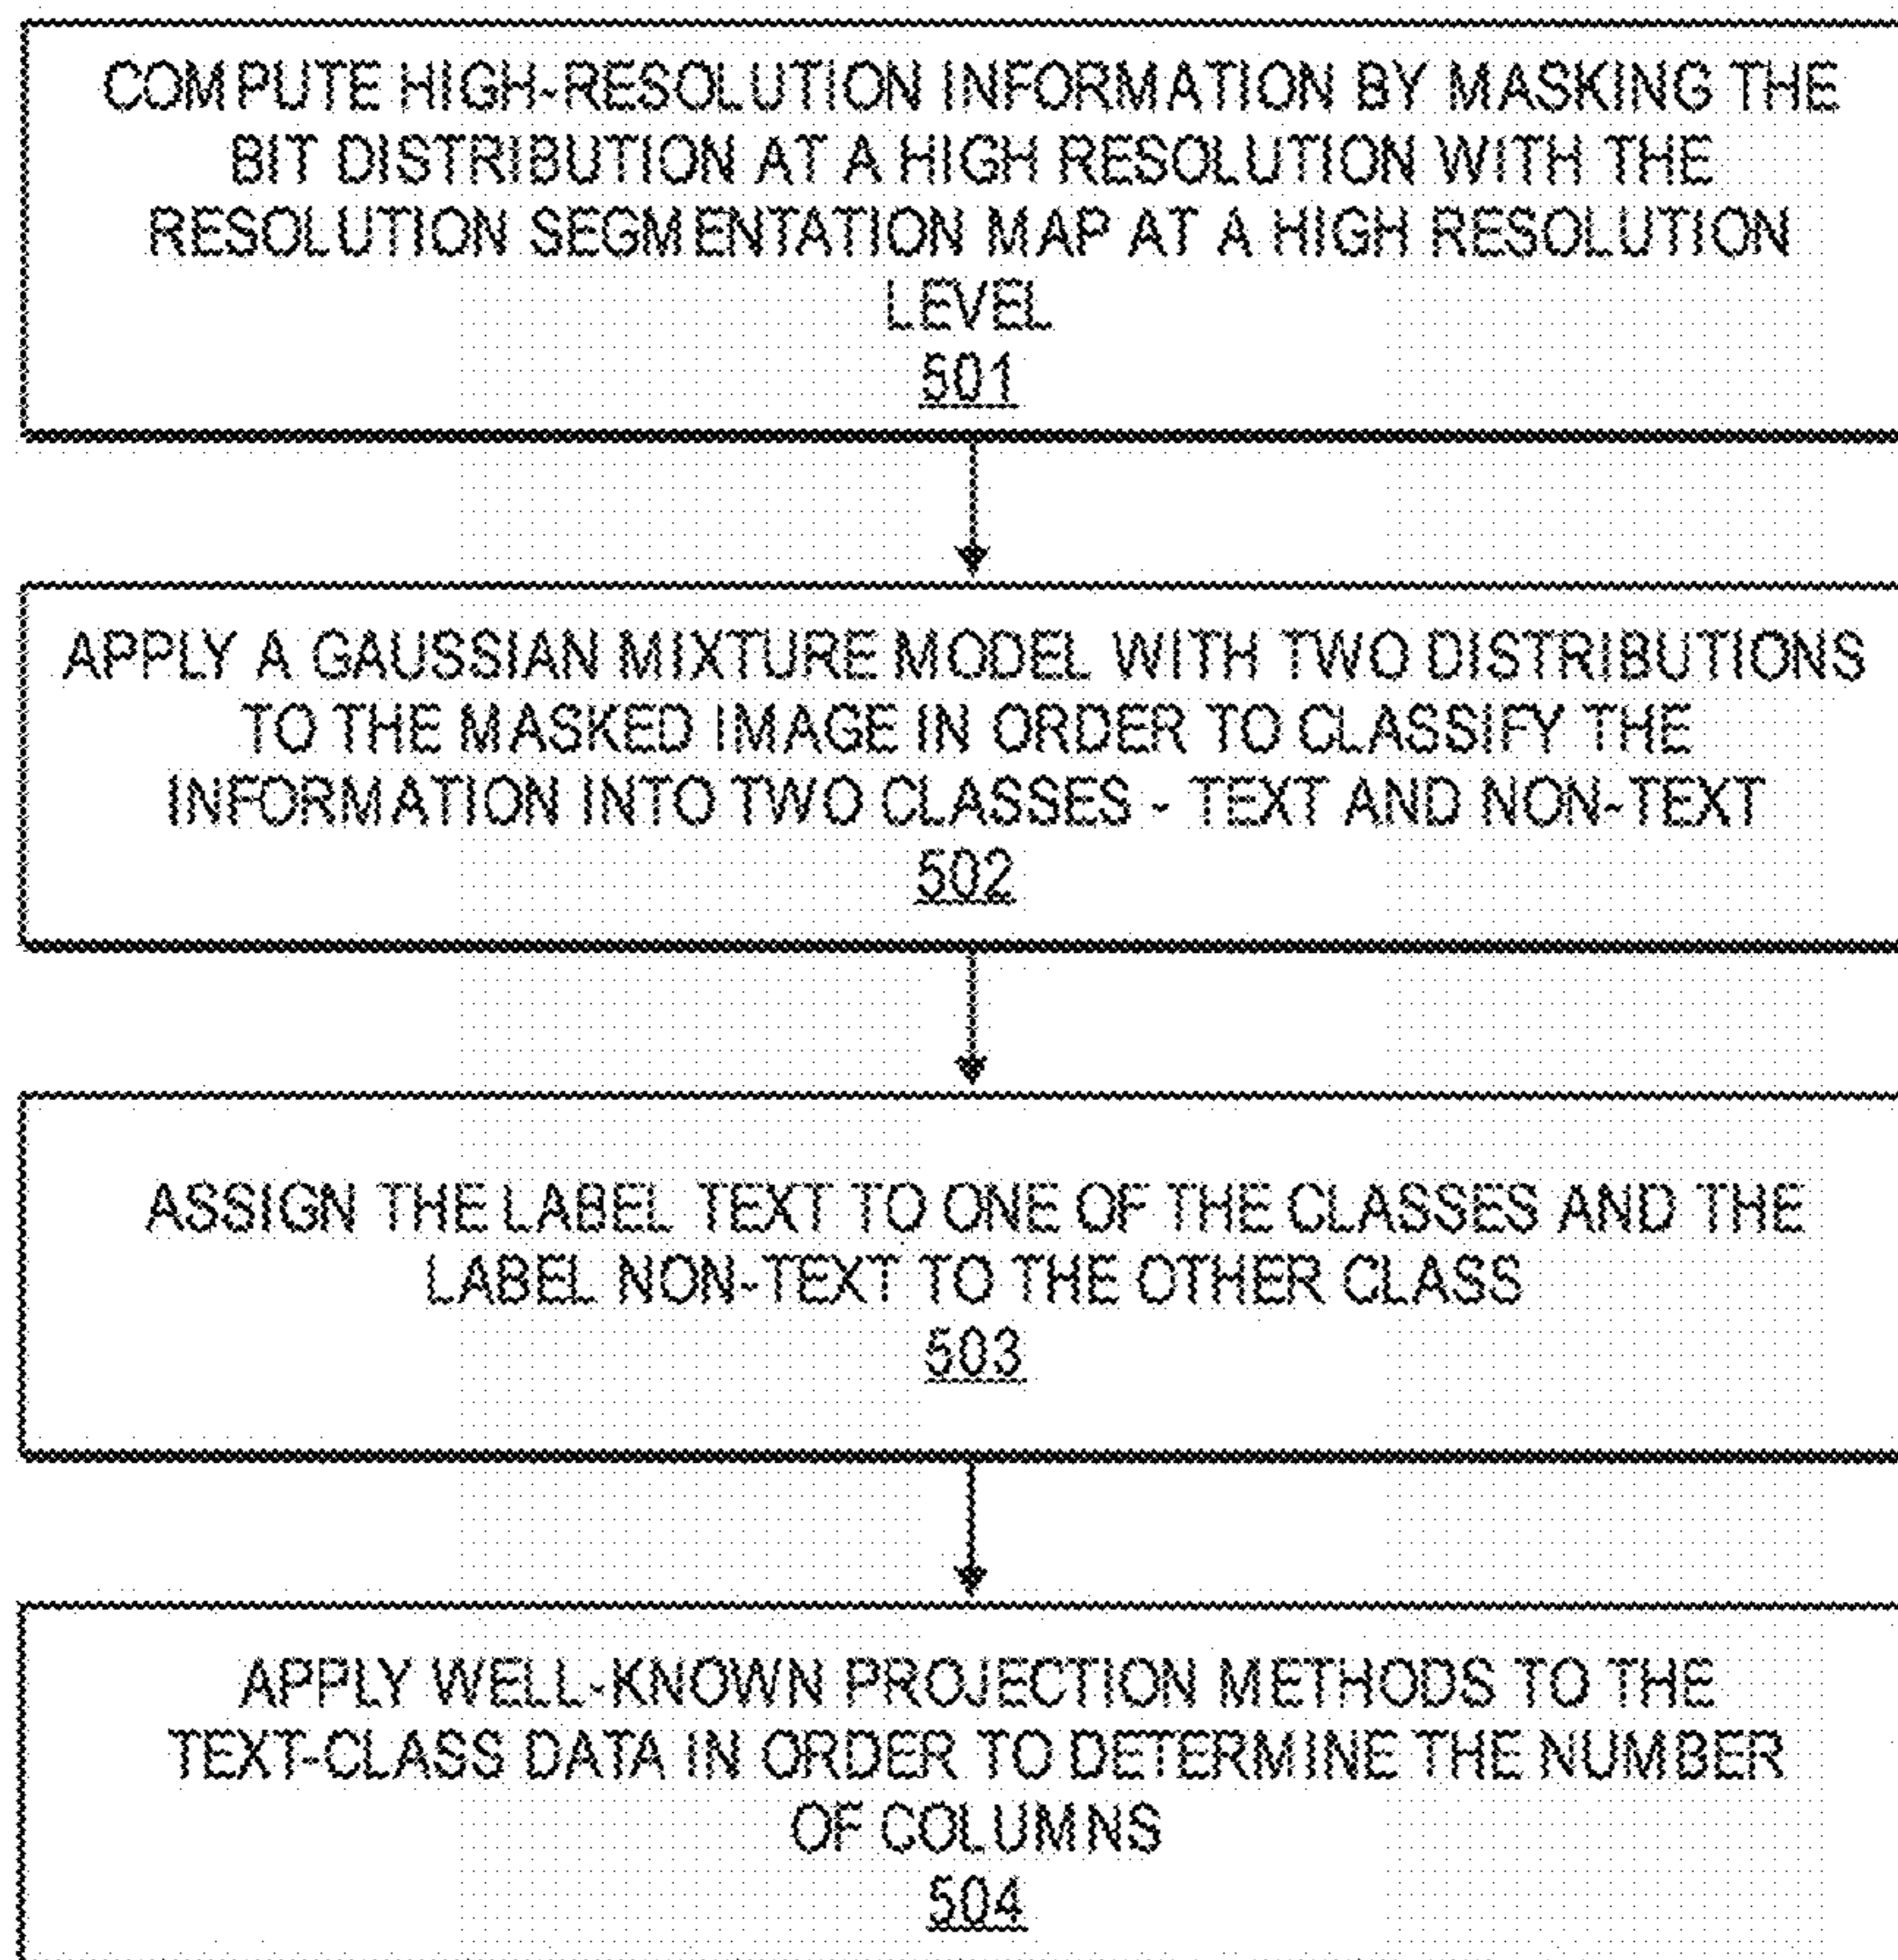 COMPUTE HIGH-RESOLUTION INFORMATION BY MASKING THE
BIT DISTRIBUTION AT A HIGH RESOLUTION WITH THE
RESOLUTION SEGMENTATION MAP AT A HIGH RESOLUTION
LEVEL
501
APPLY A GAUSSIAN MIXTURE MODEL WITH TWO DISTRIBUTIONS
TO THE MASKED IMAGE IN ORDER TO CLASSIFY THE
INFORMATION INTO TWO CLASSES - TEXT AND NON-TEXT
502
ASSIGN THE LABEL TEXT TO ONE OF THE CLASSES AND THE
LABEL NON-TEXT TO THE OTHER CLASS
503
APPLY WELL-KNOWN PROJECTION METHODS TO THE
TEXT-CLASS DATA IN ORDER TO DETERMINE THE NUMBER
OF COLUMNS
504